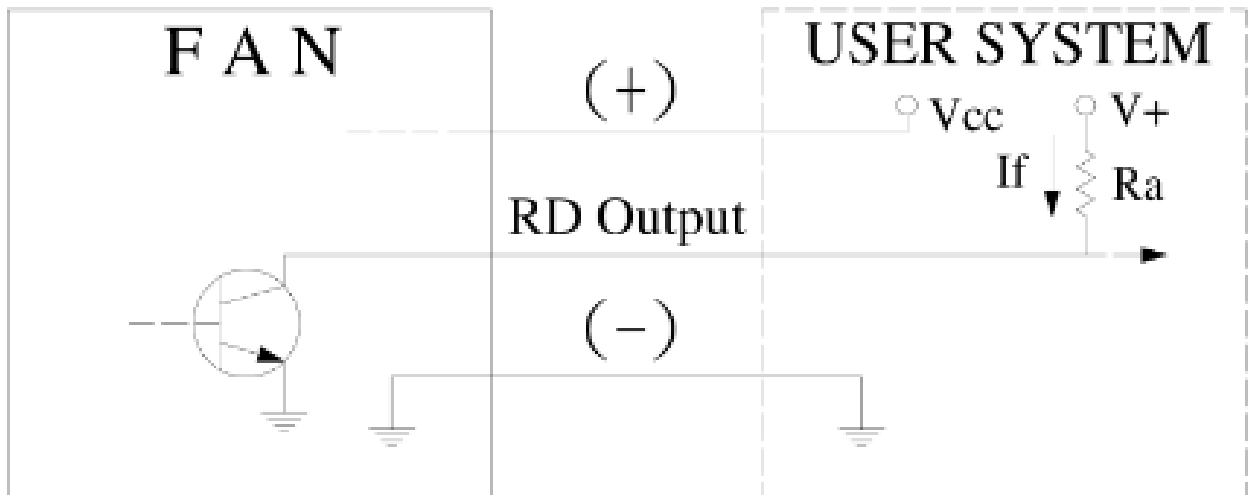 F A N
USER SYSTEM
(+)
Vcc
V+
If
Ra
RD Output
(-)